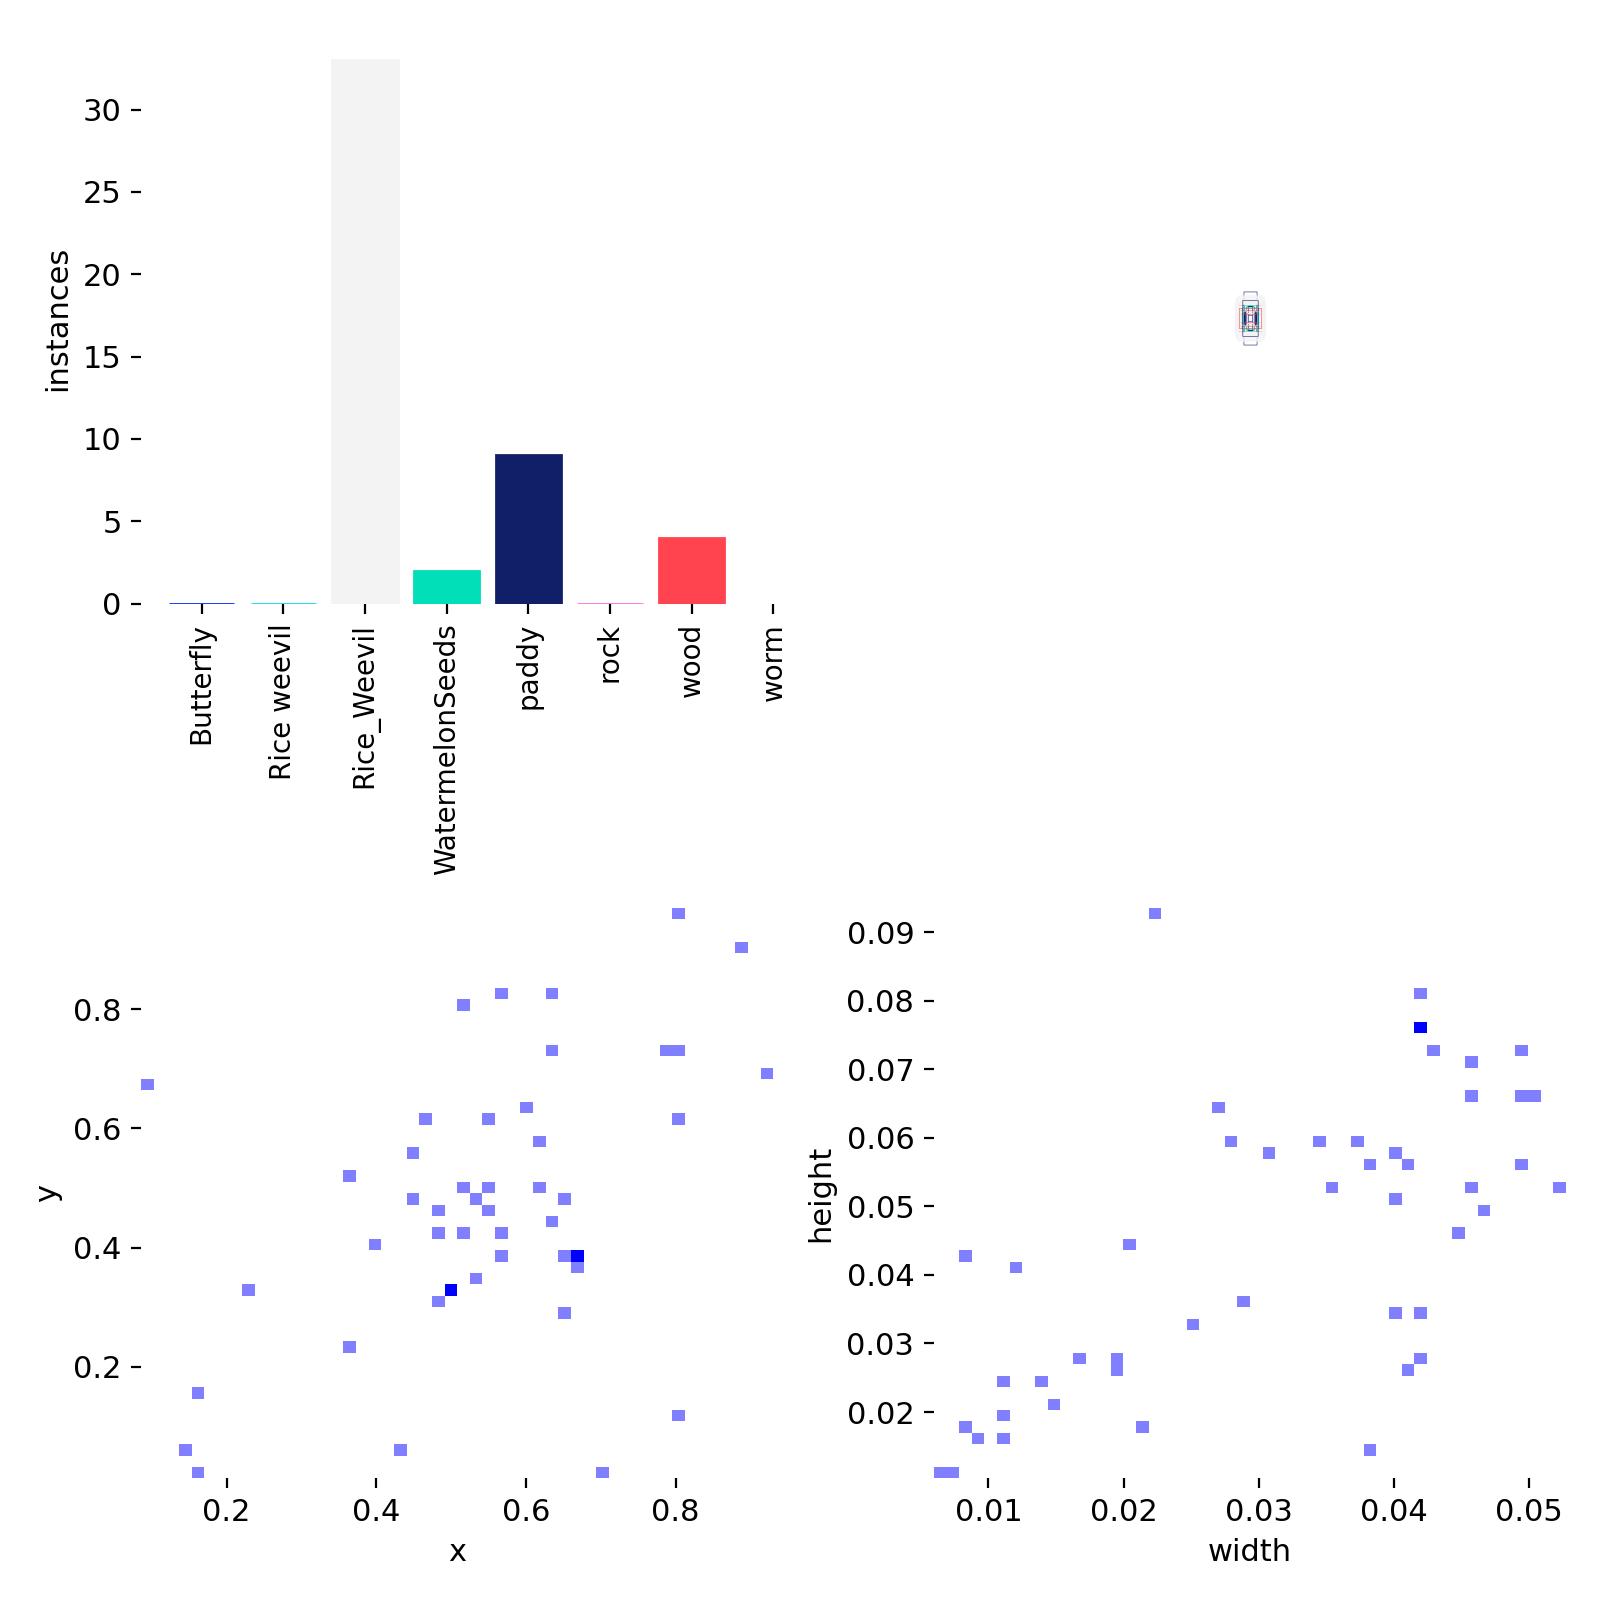 instances
30
25
20
15
10
5
0
Butterfly
Rice weevil
Rice_Weevil
WatermelonSeeds
paddy
rock
wood
worm
y
0.8
0.6
0.4
0.2
0.2 0.4 0.6 0.8
x
height
0.09
0.08
0.07
0.06
0.05
0.04
0.03
0.02
0.01 0.02 0.03 0.04 0.05
width